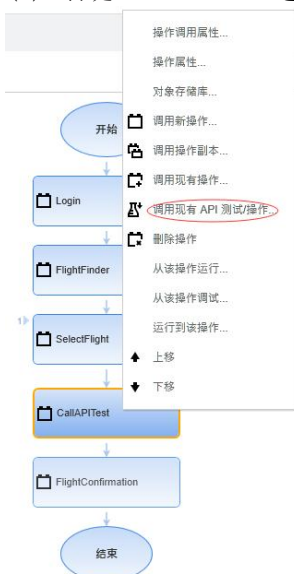 操作调用属性...
操作属性...
对象存储库...
调用新操作...
调用操作副本...
调用现有操作...
调用现有 API 测试/操作...
删除操作
从该操作运行...
从该操作调试...
运行到该操作...
上移
下移
开始
Login
FlightFinder
1
SelectFlight
CallAPITest
FlightConfirmation
结束